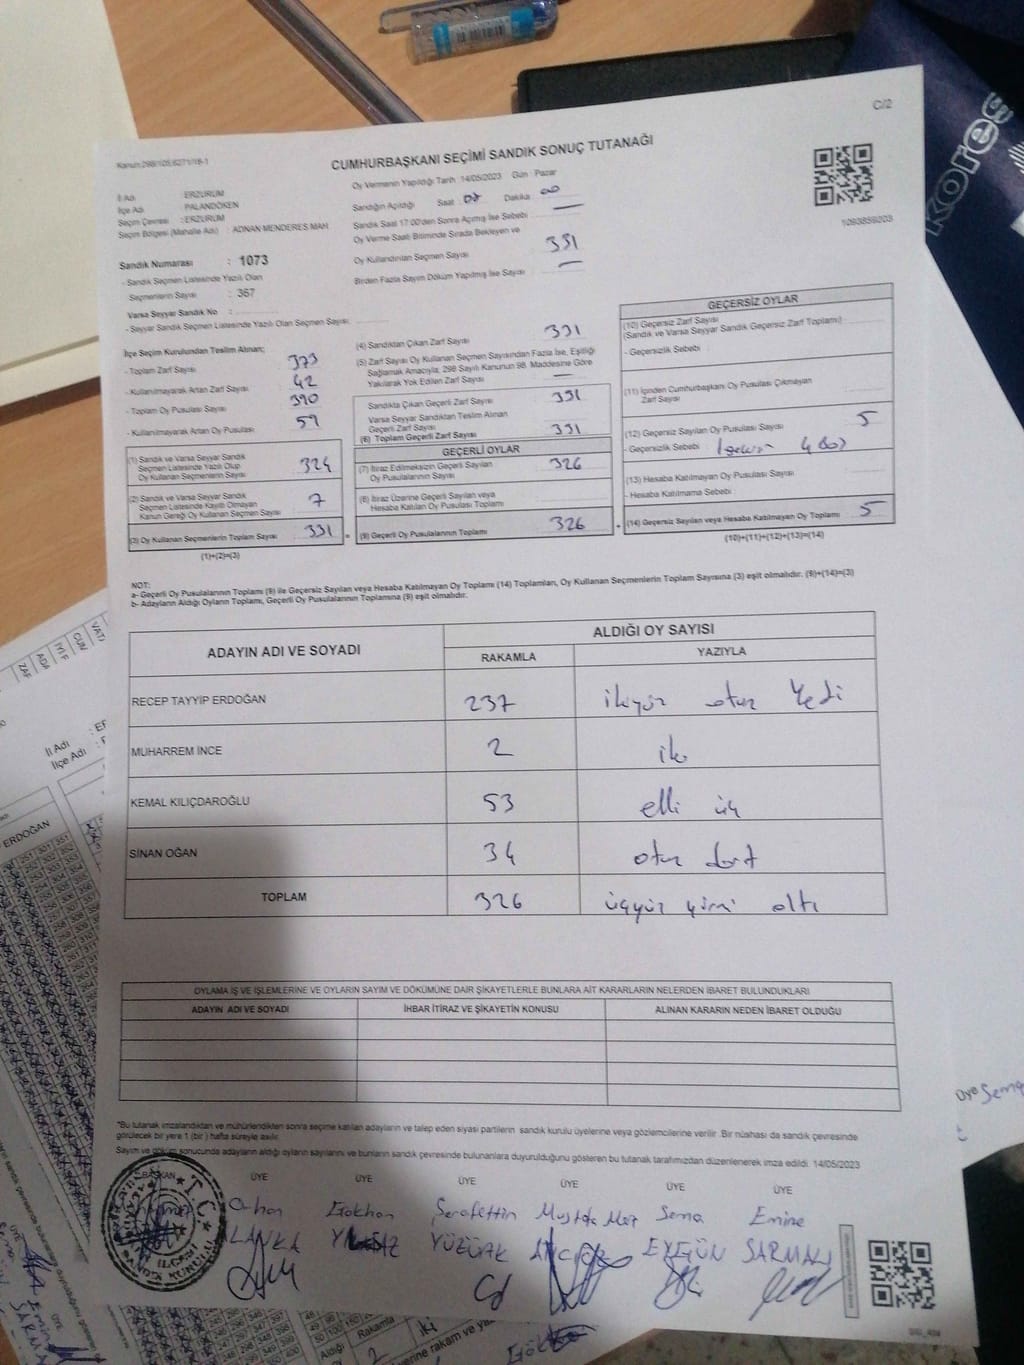 kores
C/2
Kanun:298/105,6271/18-1
CUMHURBAŞKANI SEÇİMİ SANDIK SONUÇ TUTANAĞI
1093859203
İl Adı : ERZURUM
İlçe Adı : PALANDÖKEN
Seçim Çevresi : ERZURUM
Seçim Bölgesi (Mahalle Adı) : ADNAN MENDERES MAH
Sandık Numarası : 1073
- Sandık Seçmen Listesinde Yazılı Olan
Seçmenlerin Sayısı : 367
Varsa Seyyar Sandık No :
- Seyyar Sandık Seçmen Listesinde Yazılı Olan Seçmen Sayısı:
Oy Vermenin Yapıldığı Tarih :14/05/2023 Gün : Pazar
Sandığın Açıldığı Saat : 07 Dakika : 00
Sandık Saat 17:00'den Sonra Açımış İse Sebebi : —
Oy Verme Saati Bitiminde Sırada Bekleyen ve
Oy Kullandırılan Seçmen Sayısı 331
Birden Fazla Sayım Döküm Yapılmış İse Sayısı —
İlçe Seçim Kurulundan Teslim Alınan;
- Toplam Zarf Sayısı 373
- Kullanılmayarak Artan Zarf Sayısı 42
- Toplam Oy Pusulası Sayısı 390
- Kullanılmayarak Artan Oy Pusulası 59
(1) Sandık ve Varsa Seyyar Sandık
Seçmen Listesinde Yazılı Olup
Oy Kullanan Seçmenlerin Sayısı 324
(2) Sandık ve Varsa Seyyar Sandık
Seçmen Listesinde Kayıtlı Olmayan
Kanun Gereği Oy Kullanan Seçmen Sayısı 7
(3) Oy Kullanan Seçmenlerin Toplam Sayısı 331
(1)+(2)=(3)
(4) Sandıktan Çıkan Zarf Sayısı 331
(5) Zarf Sayısı Oy Kullanan Seçmen Sayısından Fazla İse, Eşitliği
Sağlamak Amacıyla, 298 Sayılı Kanunun 98. Maddesine Göre
Yakılarak Yok Edilen Zarf Sayısı —
Sandıkta Çıkan Geçerli Zarf Sayısı 331
Varsa Seyyar Sandıktan Teslim Alınan
Geçerli Zarf Sayısı
(6) Toplam Geçerli Zarf Sayısı 331
GEÇERLİ OYLAR
(7) İtiraz Edilmeksizin Geçerli Sayılan
Oy Pusulalarının Sayısı 326
(8) İtiraz Üzerine Geçerli Sayılan veya
Hesaba Katılan Oy Pusulası Toplamı
(9) Geçerli Oy Pusulalarının Toplamı 326
GEÇERSİZ OYLAR
(10) Geçersiz Zarf Sayısı
(Sandık ve Varsa Seyyar Sandık Geçersiz Zarf Toplamı)
- Geçersizlik Sebebi :
(11) İçinden Cumhurbaşkanı Oy Pusulası Çıkmayan
Zarf Sayısı
(12) Geçersiz Sayılan Oy Pusulası Sayısı 5
- Geçersizlik Sebebi :
(13) Hesaba Katılmayan Oy Pusulası Sayısı
- Hesaba Katılmama Sebebi :
(14) Geçersiz Sayılan veya Hesaba Katılmayan Oy Toplamı 5
(10)+(11)+(12)+(13)=(14)
NOT:
a- Geçerli Oy Pusulalarının Toplamı (9) ile Geçersiz Sayılan veya Hesaba Katılmayan Oy Toplamı (14) Toplamları, Oy Kullanan Seçmenlerin Toplam Sayısına (3) eşit olmalıdır. (9)+(14)=(3)
b- Adayların Aldığı Oyların Toplamı, Geçerli Oy Pusulalarının Toplamına (9) eşit olmalıdır.
ADAYIN ADI VE SOYADI ALDIĞI OY SAYISI
RAKAMLA YAZIYLA
RECEP TAYYİP ERDOĞAN 237 ikiyüz otuz Yedi
MUHARREM İNCE 2 iki
KEMAL KILIÇDAROĞLU 53 elli üç
SİNAN OĞAN 34 otuz dört
TOPLAM 326 üçyüz yirmi altı
OYLAMA İŞ VE İŞLEMLERİNE VE OYLARIN SAYIM VE DÖKÜMÜNE DAİR ŞİKAYETLERLE BUNLARA AİT KARARLARIN NELERDEN İBARET BULUNDUKLARI
ADAYIN ADI VE SOYADI İHBAR İTİRAZ VE ŞİKAYETİN KONUSU ALINAN KARARIN NEDEN İBARET OLDUĞU
*Bu tutanak imzalandıktan ve mühürlendikten sonra seçime katılan adayların ve talep eden siyasi partilerin sandık kurulu üyelerine veya gözlemcilerine verilir .Bir nüshası da sandık çevresinde
görülecek bir yere 1 (bir ) hafta süreyle asılır.
Sayım ve döküm sonucunda adayların aldığı oyların sayılarını ve bunların sandık çevresinde bulunanlara duyurulduğunu gösteren bu tutanak tarafımızdan düzenlenerek imza edildi. 14/05/2023
BAŞKAN ÜYE ÜYE ÜYE ÜYE ÜYE ÜYE
Orhan Gökhan Şerafettin Mustafa Mert Sema Emine
YILMAZ YÜZÜAK SARMAN
T.C.
İl Adı : ER
İlçe Adı :
ERDOĞAN
Üye Sema